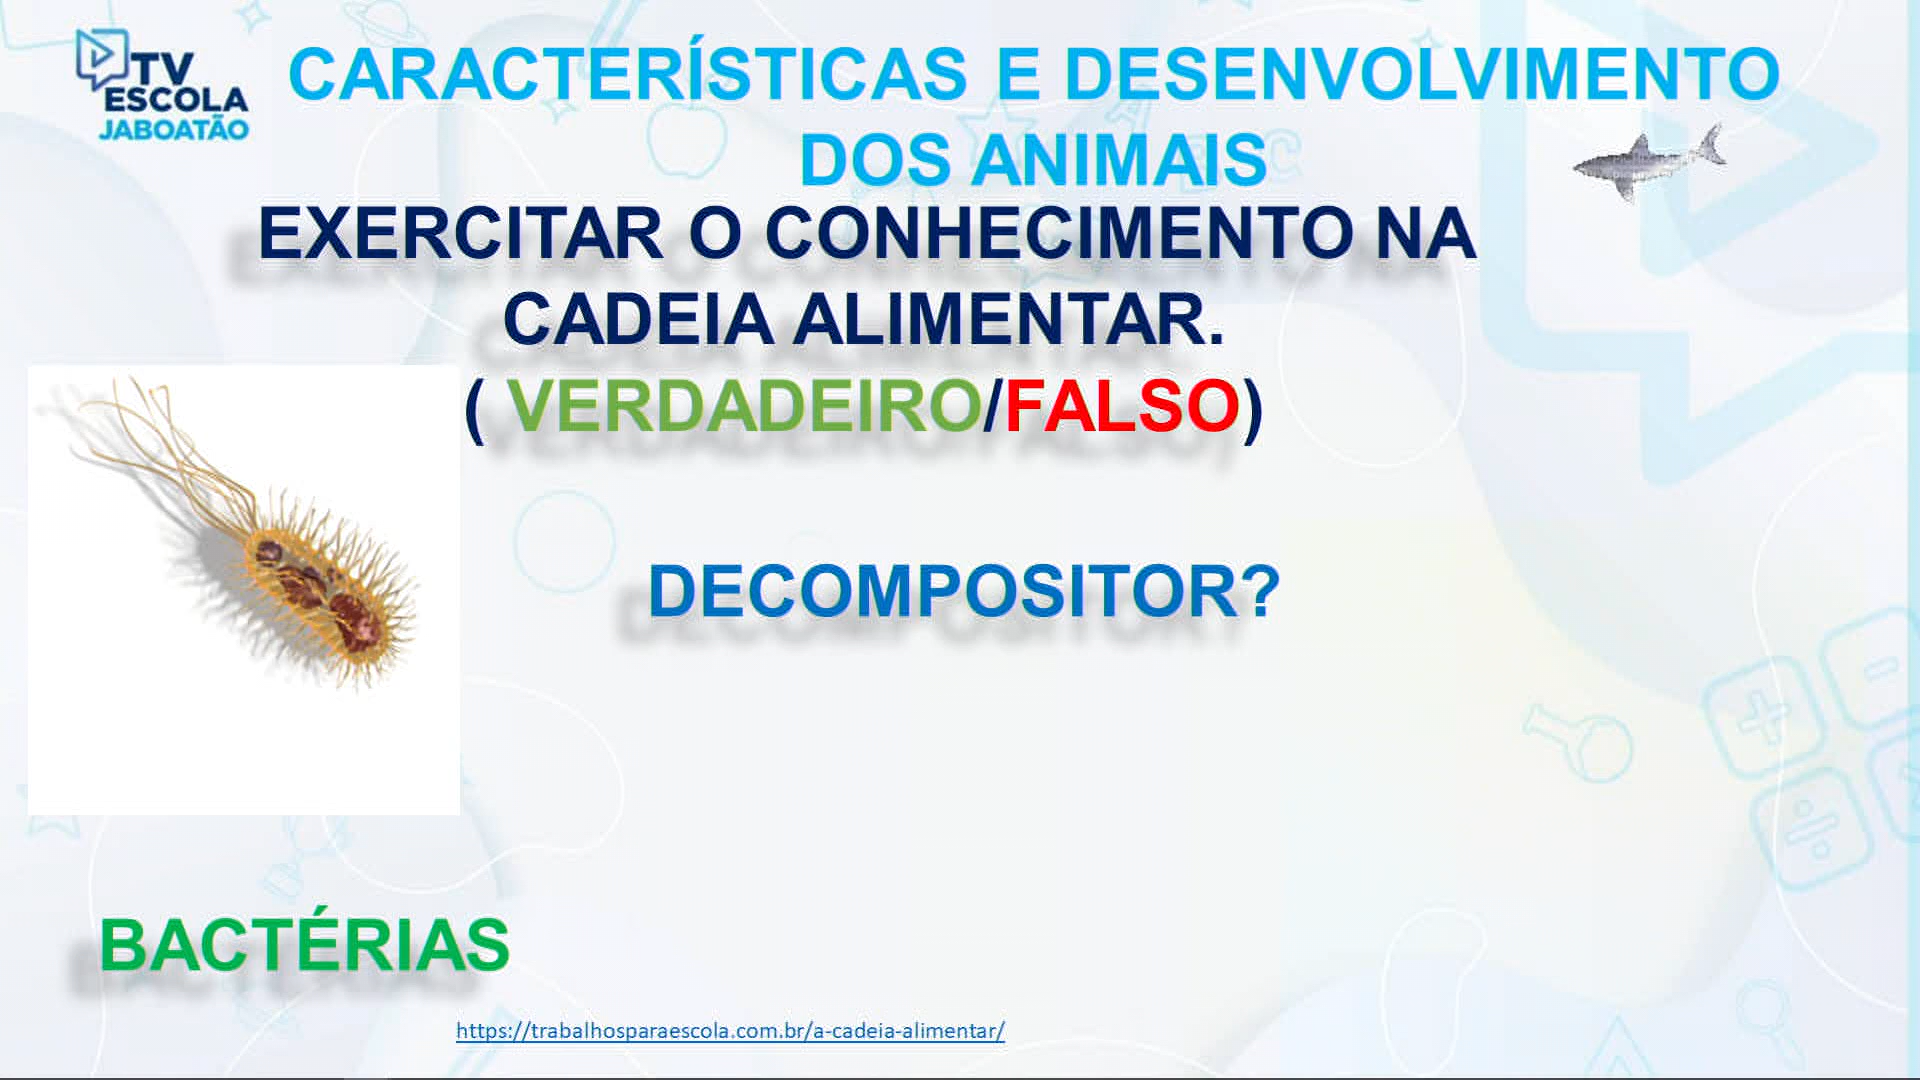 TV
ESCOLA
JABOATÃO
CARACTERÍSTICAS E DESENVOLVIMENTO
DOS ANIMAIS
EXERCITAR O CONHECIMENTO NA
CADEIA ALIMENTAR.
( VERDADEIRO/FALSO)
DECOMPOSITOR?
BACTÉRIAS
https://trabalhosparaescola.com.br/a-cadeia-alimentar/